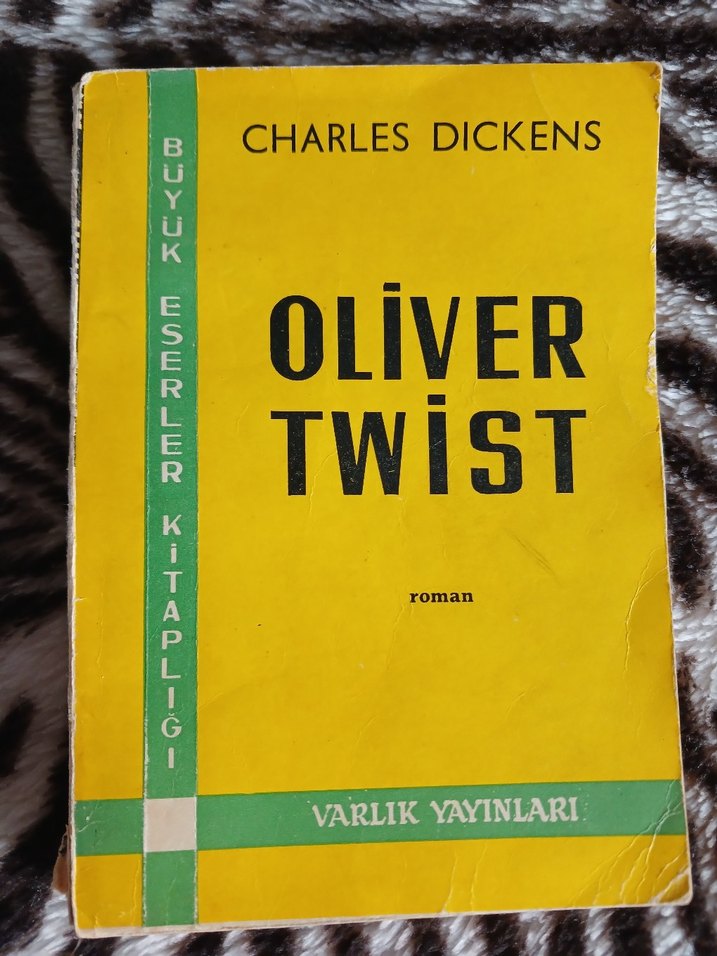 CHARLES DICKENS
OLİVER
TWİST
roman
BÜYÜK ESERLER KİTAPLIĞI
VARLIK YAYINLARI